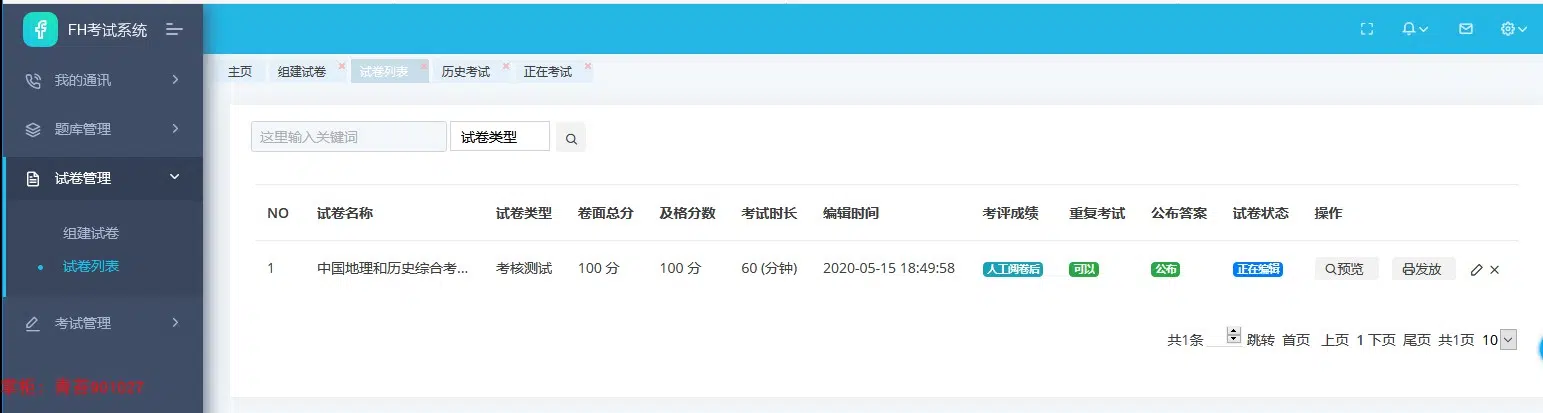 FH考试系统
我的通讯
题库管理
试卷管理
组建试卷
试卷列表
考试管理
主页 组建试卷 试卷列表 历史考试 正在考试
这里输入关键词 试卷类型
NO 试卷名称 试卷类型 卷面总分 及格分数 考试时长 编辑时间 考评成绩 重复考试 公布答案 试卷状态 操作
1 中国地理和历史综合考... 考核测试 100 分 100 分 60 (分钟) 2020-05-15 18:49:58 人工阅卷后 可以 公布 正在编辑 预览 发放
共1条 跳转 首页 上页 1 下页 尾页 共1页 10